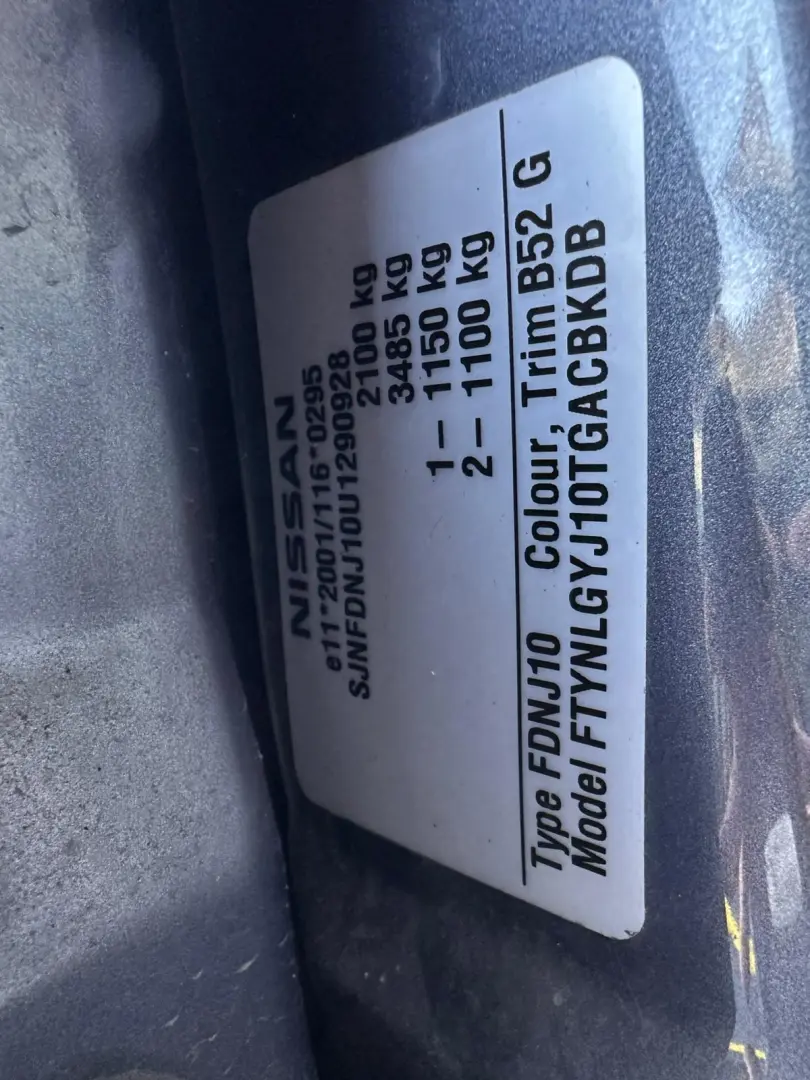 NISSAN
e11*2001/116*0295
SJNFDNJ10U1290928
2100 kg
3485 kg
1– 1150 kg
2– 1100 kg
Type FDNJ10 Colour, Trim B52 G
Model FTYNLGYJ10TGACBKDB